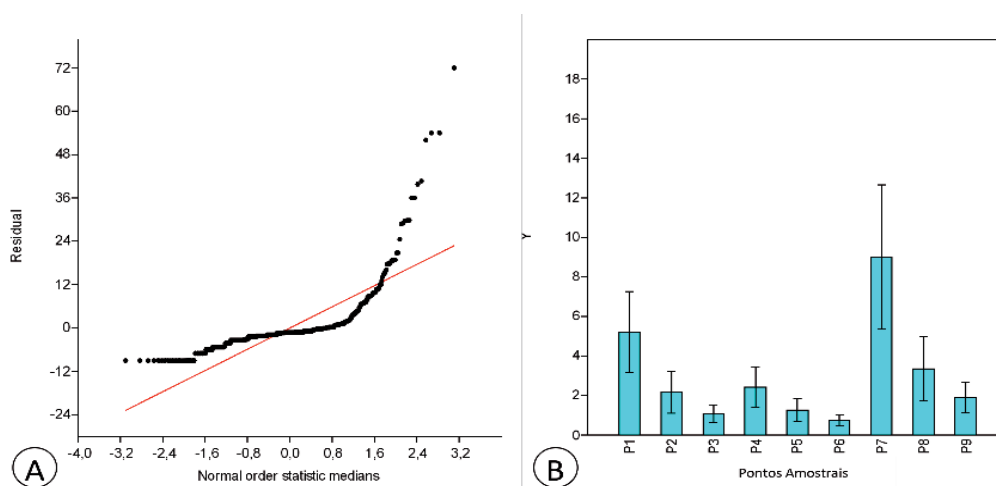 72
60
48
36
24
12
0
-12
-24
Residual
-4,0 -3,2 -2,4 -1,6 -0,8 0,0 0,8 1,6 2,4 3,2
Normal order statistic medians
A
18
16
14
12
10
8
6
4
2
0
Y
P1 P2 P3 P4 P5 P6 P7 P8 P9
Pontos Amostrais
B